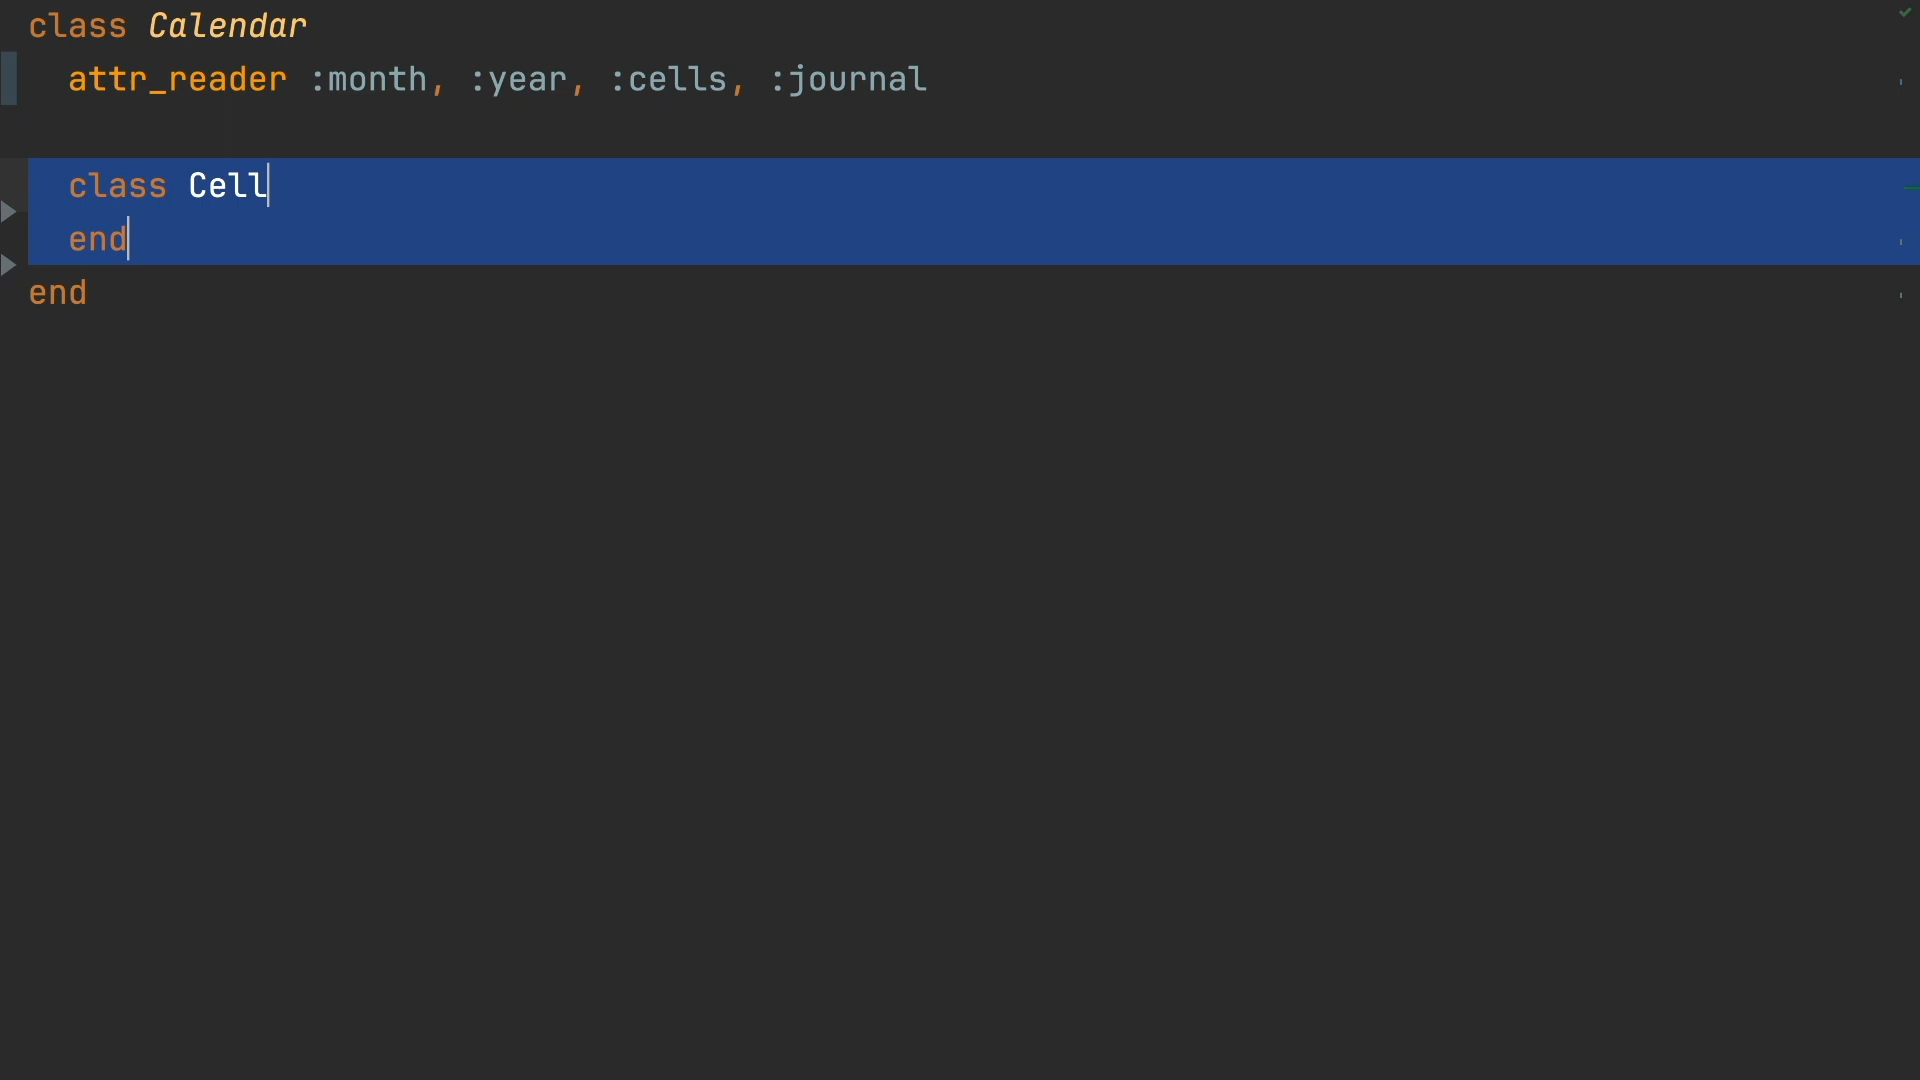 class Calendar
attr_reader :month, :year, :cells, :journal
class Cell
end
end